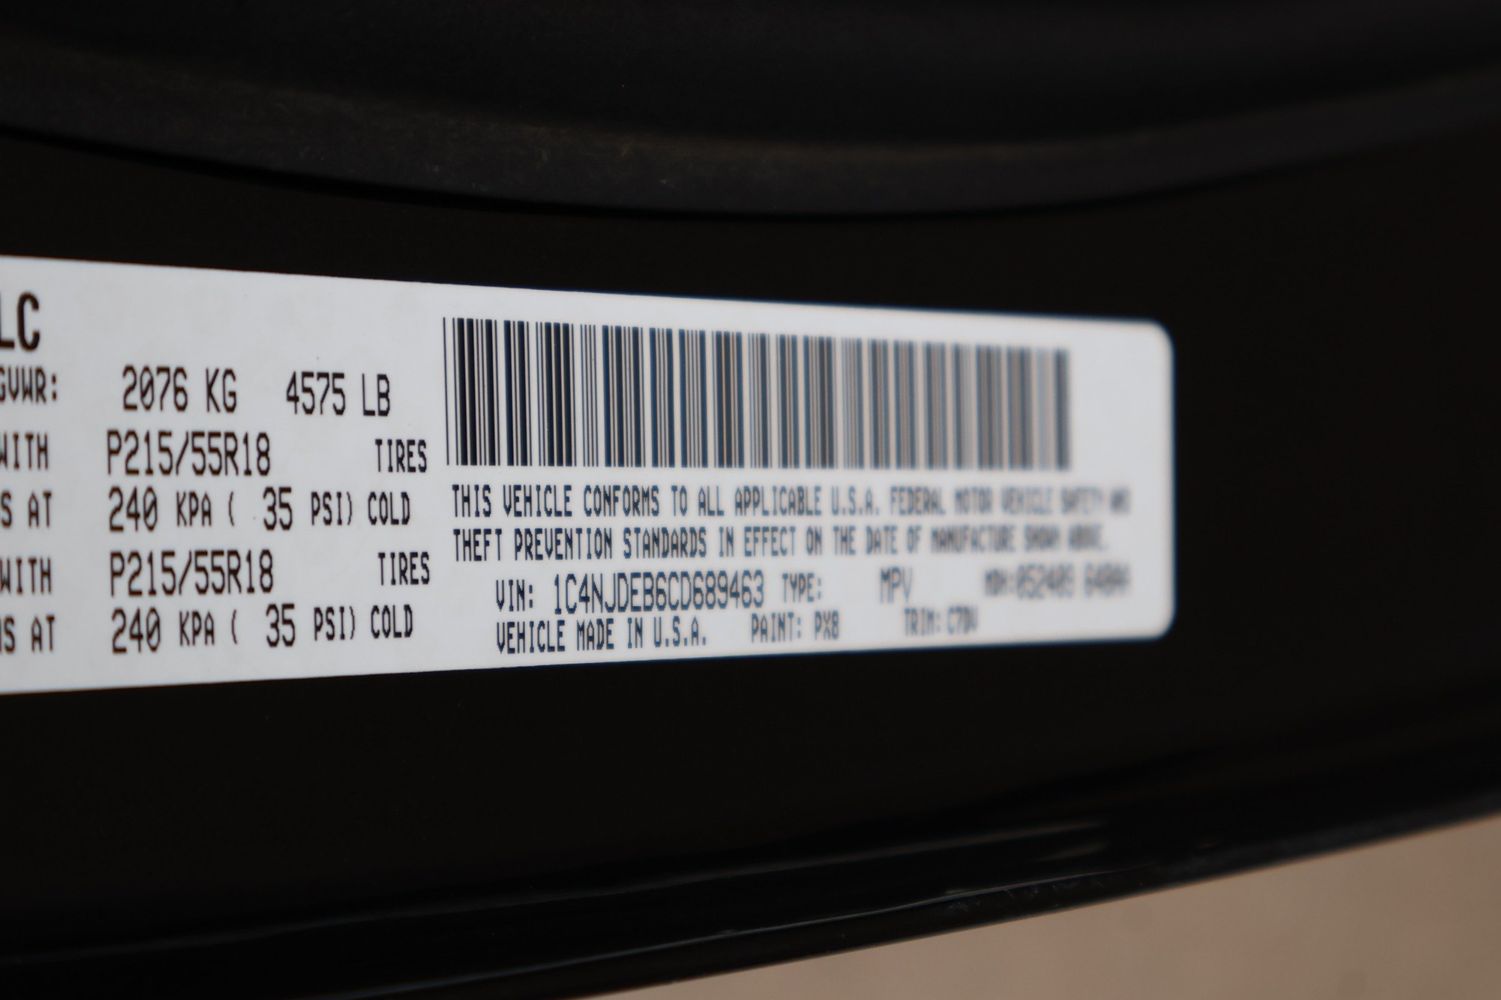 LC
GVWR: 2076 KG 4575 LB
WITH P215/55R18 TIRES
S AT 240 KPA ( 35 PSI) COLD
WITH P215/55R18 TIRES
S AT 240 KPA ( 35 PSI) COLD
THIS VEHICLE CONFORMS TO ALL APPLICABLE U.S.A. FEDERAL MOTOR VEHICLE SAFETY AND
THEFT PREVENTION STANDARDS IN EFFECT ON THE DATE OF MANUFACTURE SHOWN ABOVE.
VIN: 1C4NJDEB6CD689463 TYPE: MPV MDH:
VEHICLE MADE IN U.S.A. PAINT: PX8 TRIM: